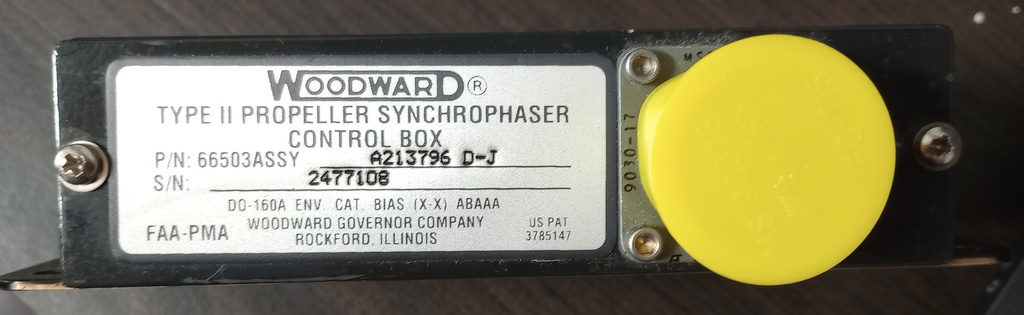 WOODWARD®
TYPE II PROPELLER SYNCHROPHASER
CONTROL BOX
P/N: 66503ASSY A213796 D-J
S/N: 2477108
DO-160A ENV. CAT. BIAS (X-X) ABAAA
FAA-PMA
WOODWARD GOVERNOR COMPANY
ROCKFORD, ILLINOIS
US PAT
3785147
9030-17